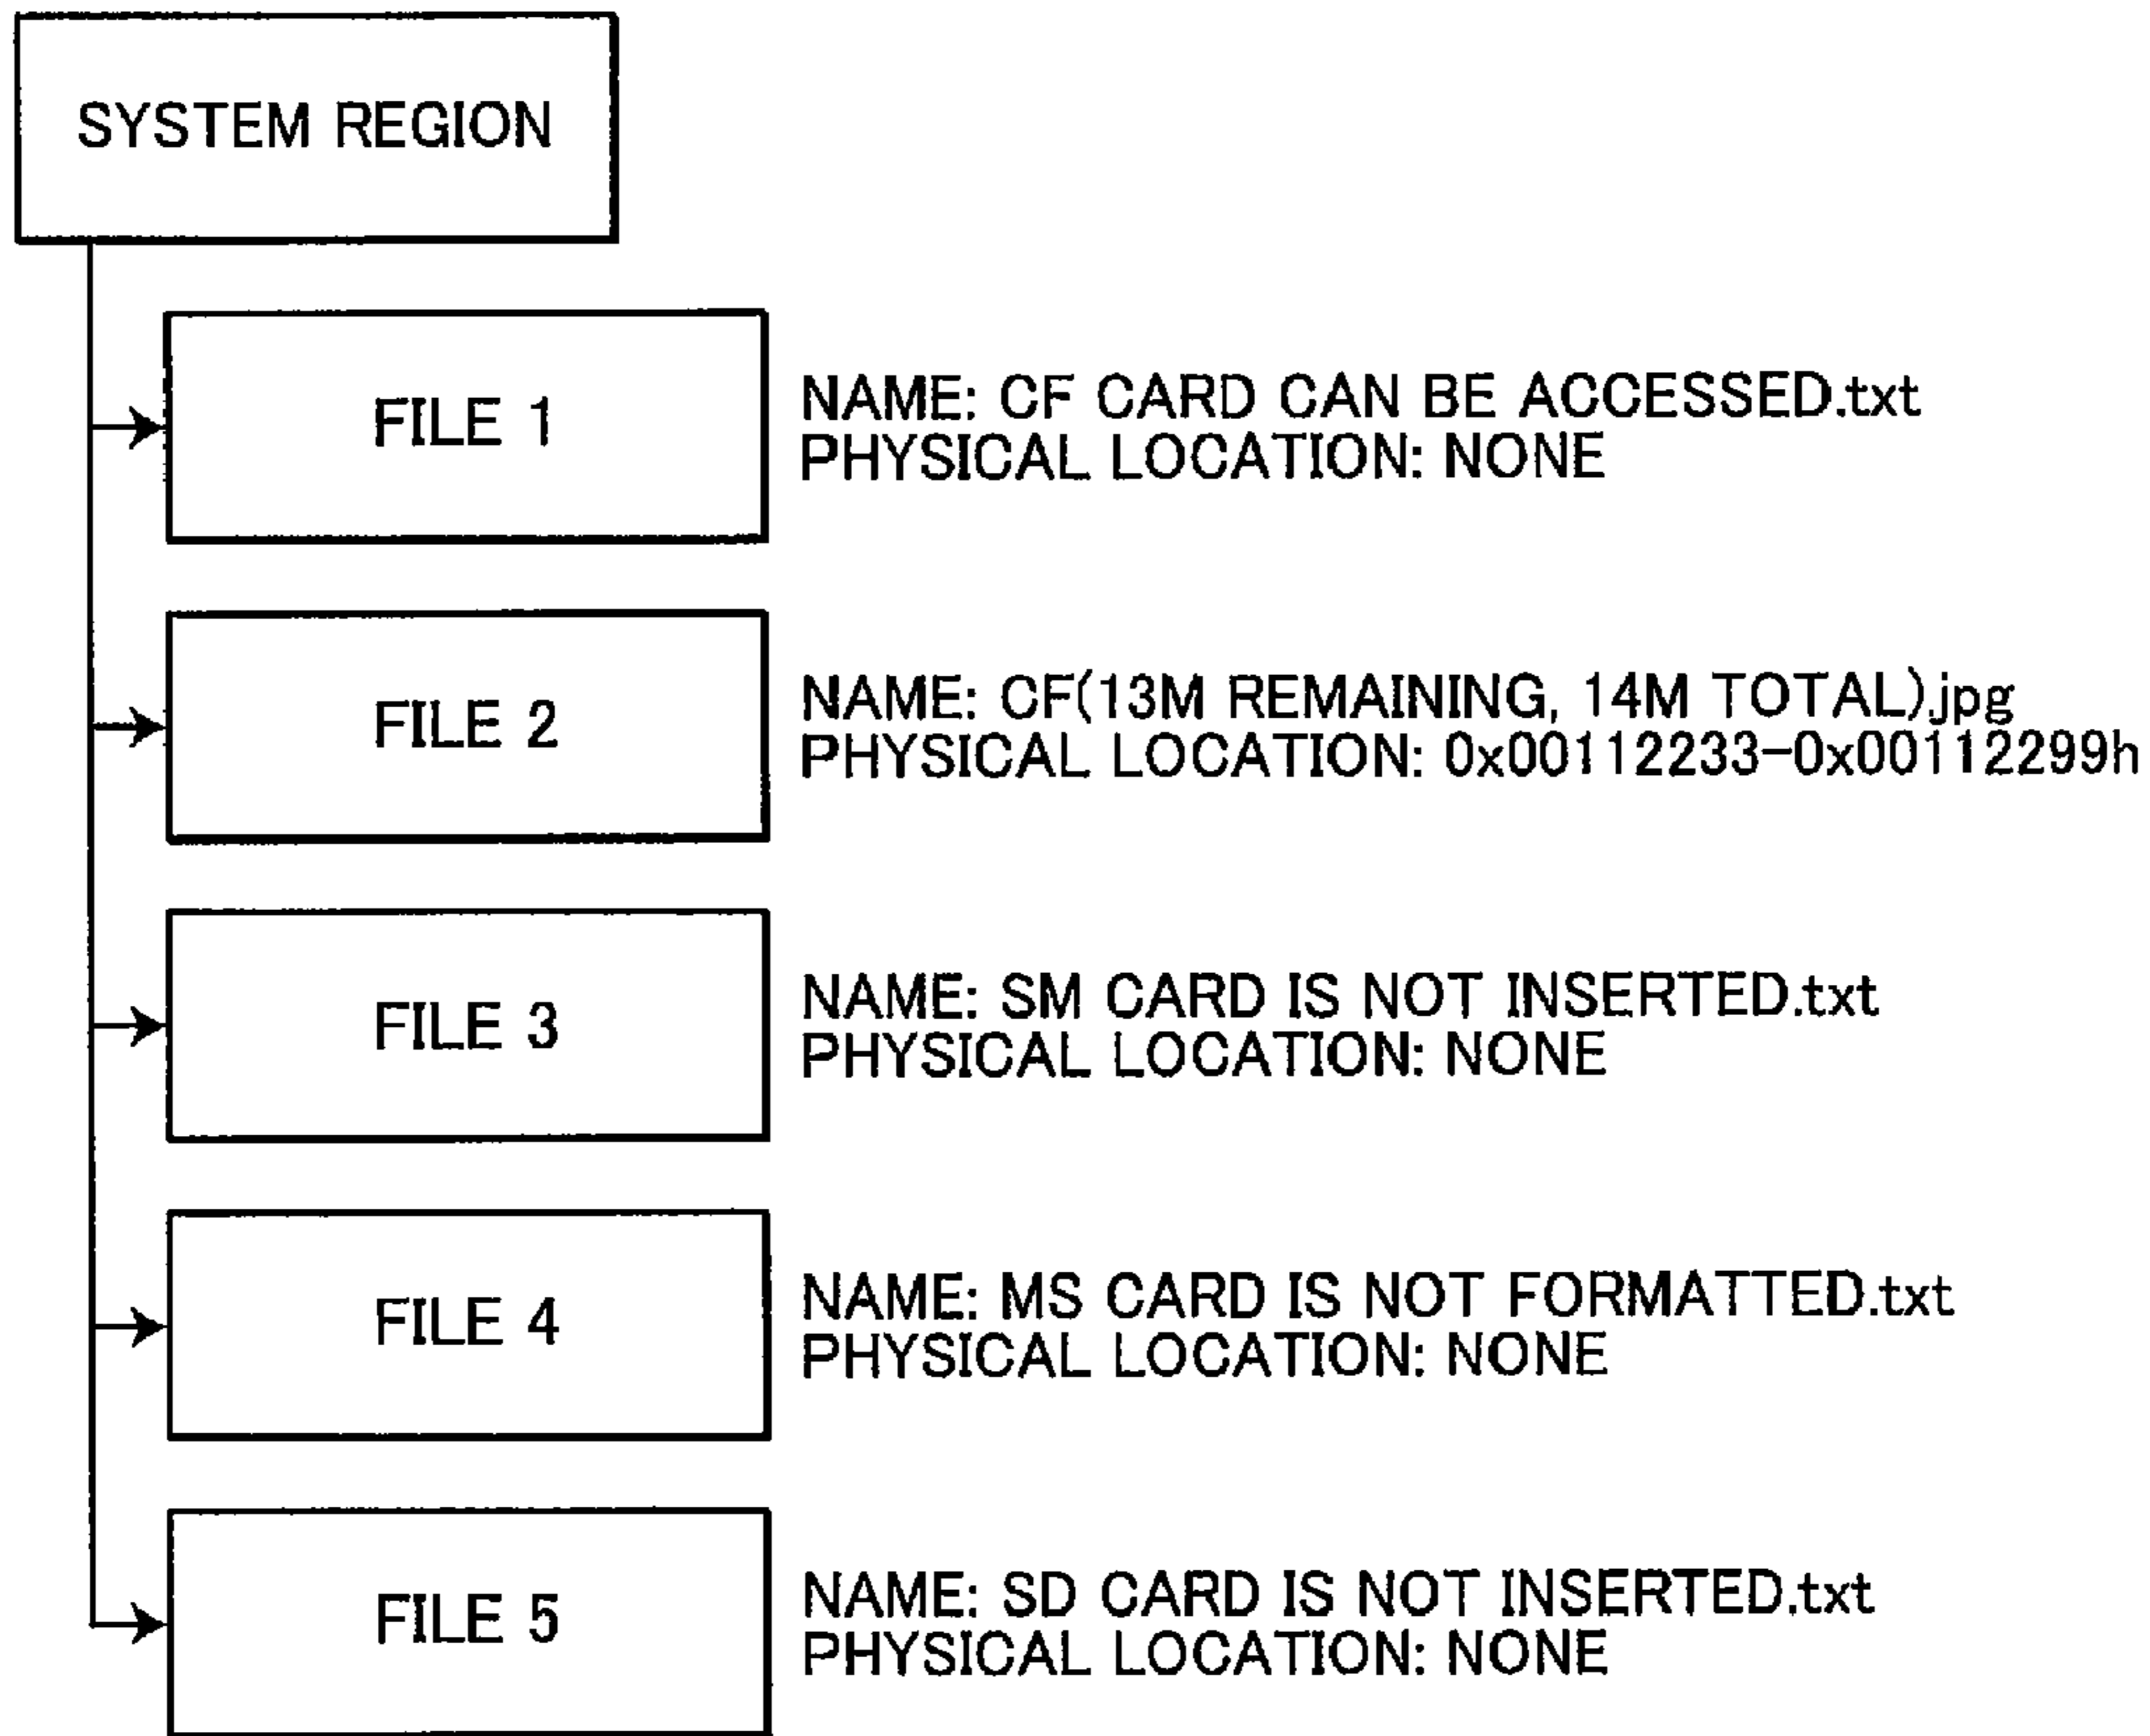 SYSTEM REGION
FILE 1
NAME: CF CARD CAN BE ACCESSED.txt
PHYSICAL LOCATION: NONE
FILE 2
NAME: CF(13M REMAINING, 14M TOTAL).jpg
PHYSICAL LOCATION: 0x00112233-0x00112299h
FILE 3
NAME: SM CARD IS NOT INSERTED.txt
PHYSICAL LOCATION: NONE
FILE 4
NAME: MS CARD IS NOT FORMATTED.txt
PHYSICAL LOCATION: NONE
FILE 5
NAME: SD CARD IS NOT INSERTED.txt
PHYSICAL LOCATION: NONE